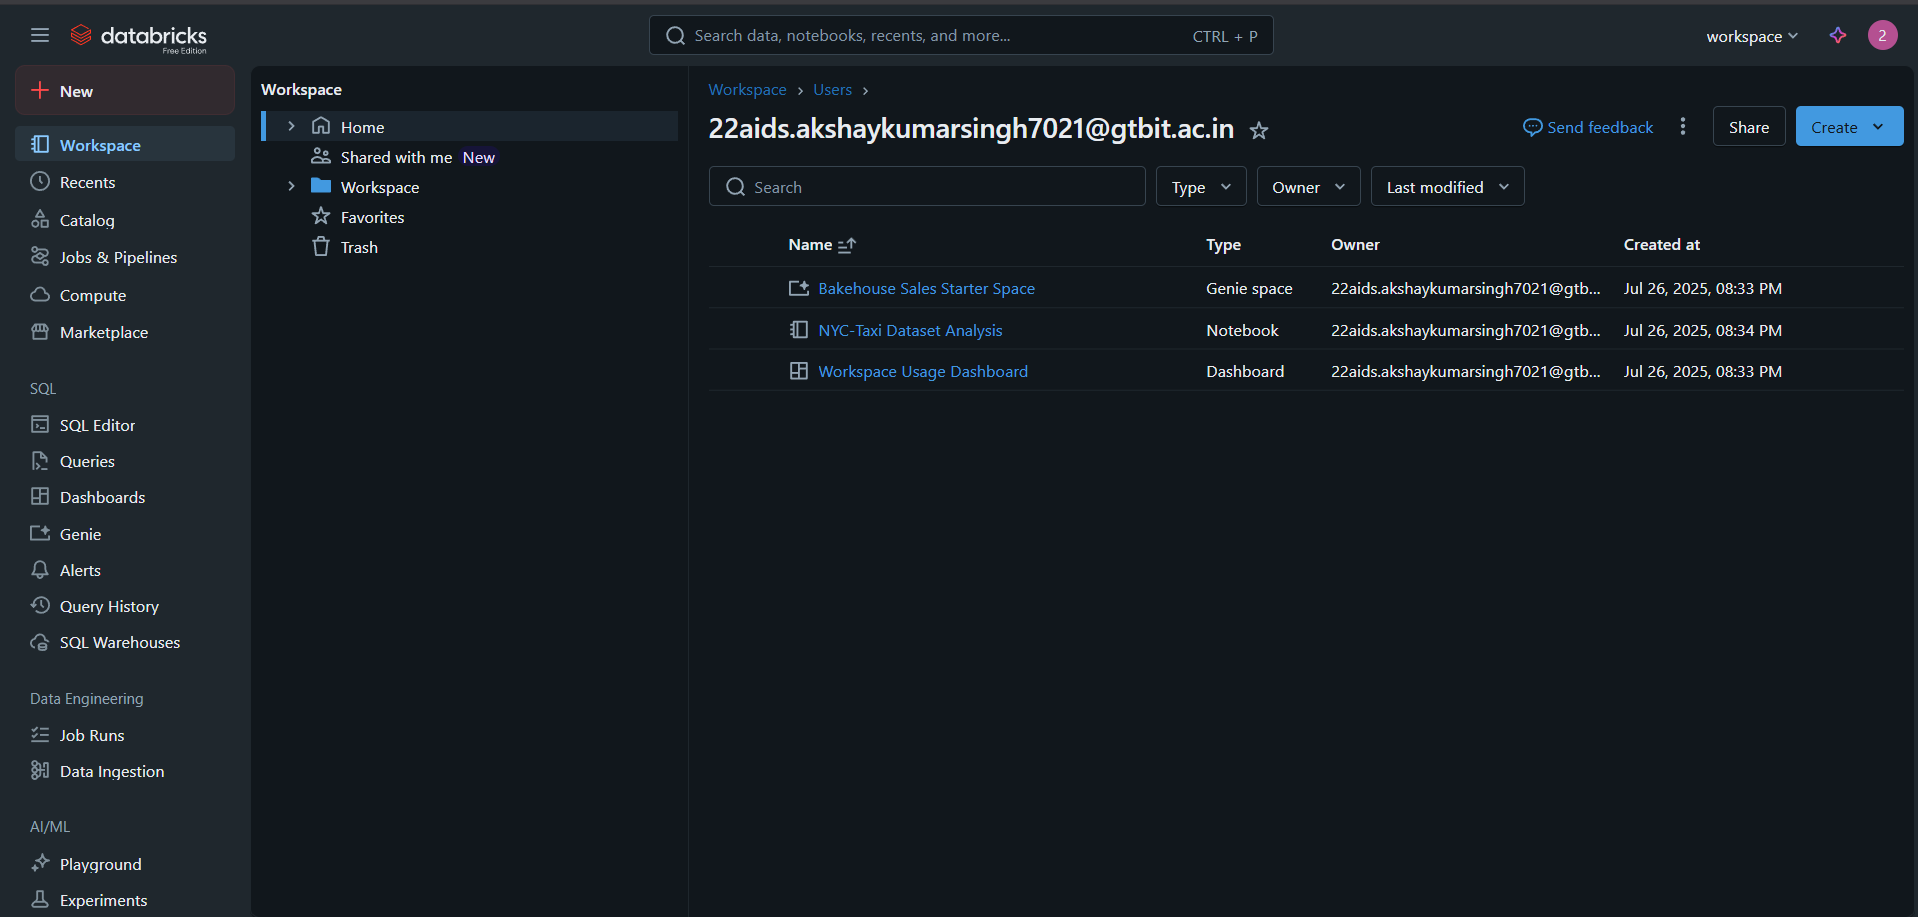 databricks
Free Edition
Search data, notebooks, recents, and more...
CTRL + P
workspace
2
New
Workspace
Recents
Catalog
Jobs & Pipelines
Compute
Marketplace
SQL
SQL Editor
Queries
Dashboards
Genie
Alerts
Query History
SQL Warehouses
Data Engineering
Job Runs
Data Ingestion
AI/ML
Playground
Experiments
Workspace
Home
Shared with me New
Workspace
Favorites
Trash
Workspace > Users >
22aids.akshaykumarsingh7021@gtbit.ac.in
Send feedback
Share
Create
Search
Type
Owner
Last modified
Name Type Owner Created at
Bakehouse Sales Starter Space Genie space 22aids.akshaykumarsingh7021@gtb... Jul 26, 2025, 08:33 PM
NYC-Taxi Dataset Analysis Notebook 22aids.akshaykumarsingh7021@gtb... Jul 26, 2025, 08:34 PM
Workspace Usage Dashboard Dashboard 22aids.akshaykumarsingh7021@gtb... Jul 26, 2025, 08:33 PM